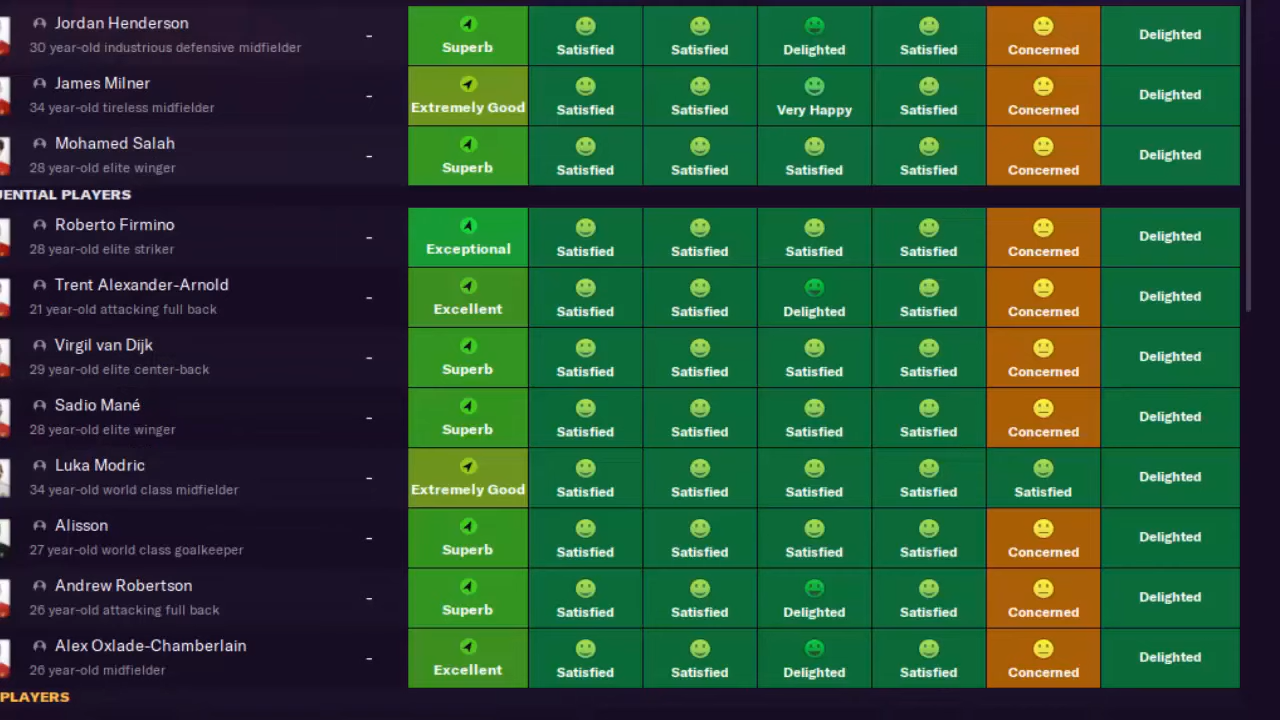 Jordan Henderson
30 year-old industrious defensive midfielder
- Superb Satisfied Satisfied Delighted Satisfied Concerned Delighted
James Milner
34 year-old tireless midfielder
- Extremely Good Satisfied Satisfied Very Happy Satisfied Concerned Delighted
Mohamed Salah
28 year-old elite winger
- Superb Satisfied Satisfied Satisfied Satisfied Concerned Delighted
UENTIAL PLAYERS
Roberto Firmino
28 year-old elite striker
- Exceptional Satisfied Satisfied Satisfied Satisfied Concerned Delighted
Trent Alexander-Arnold
21 year-old attacking full back
- Excellent Satisfied Satisfied Delighted Satisfied Concerned Delighted
Virgil van Dijk
29 year-old elite center-back
- Superb Satisfied Satisfied Satisfied Satisfied Concerned Delighted
Sadio Mané
28 year-old elite winger
- Superb Satisfied Satisfied Satisfied Satisfied Concerned Delighted
Luka Modric
34 year-old world class midfielder
- Extremely Good Satisfied Satisfied Satisfied Satisfied Satisfied Delighted
Alisson
27 year-old world class goalkeeper
- Superb Satisfied Satisfied Satisfied Satisfied Concerned Delighted
Andrew Robertson
26 year-old attacking full back
- Superb Satisfied Satisfied Delighted Satisfied Concerned Delighted
Alex Oxlade-Chamberlain
26 year-old midfielder
- Excellent Satisfied Satisfied Delighted Satisfied Concerned Delighted
PLAYERS